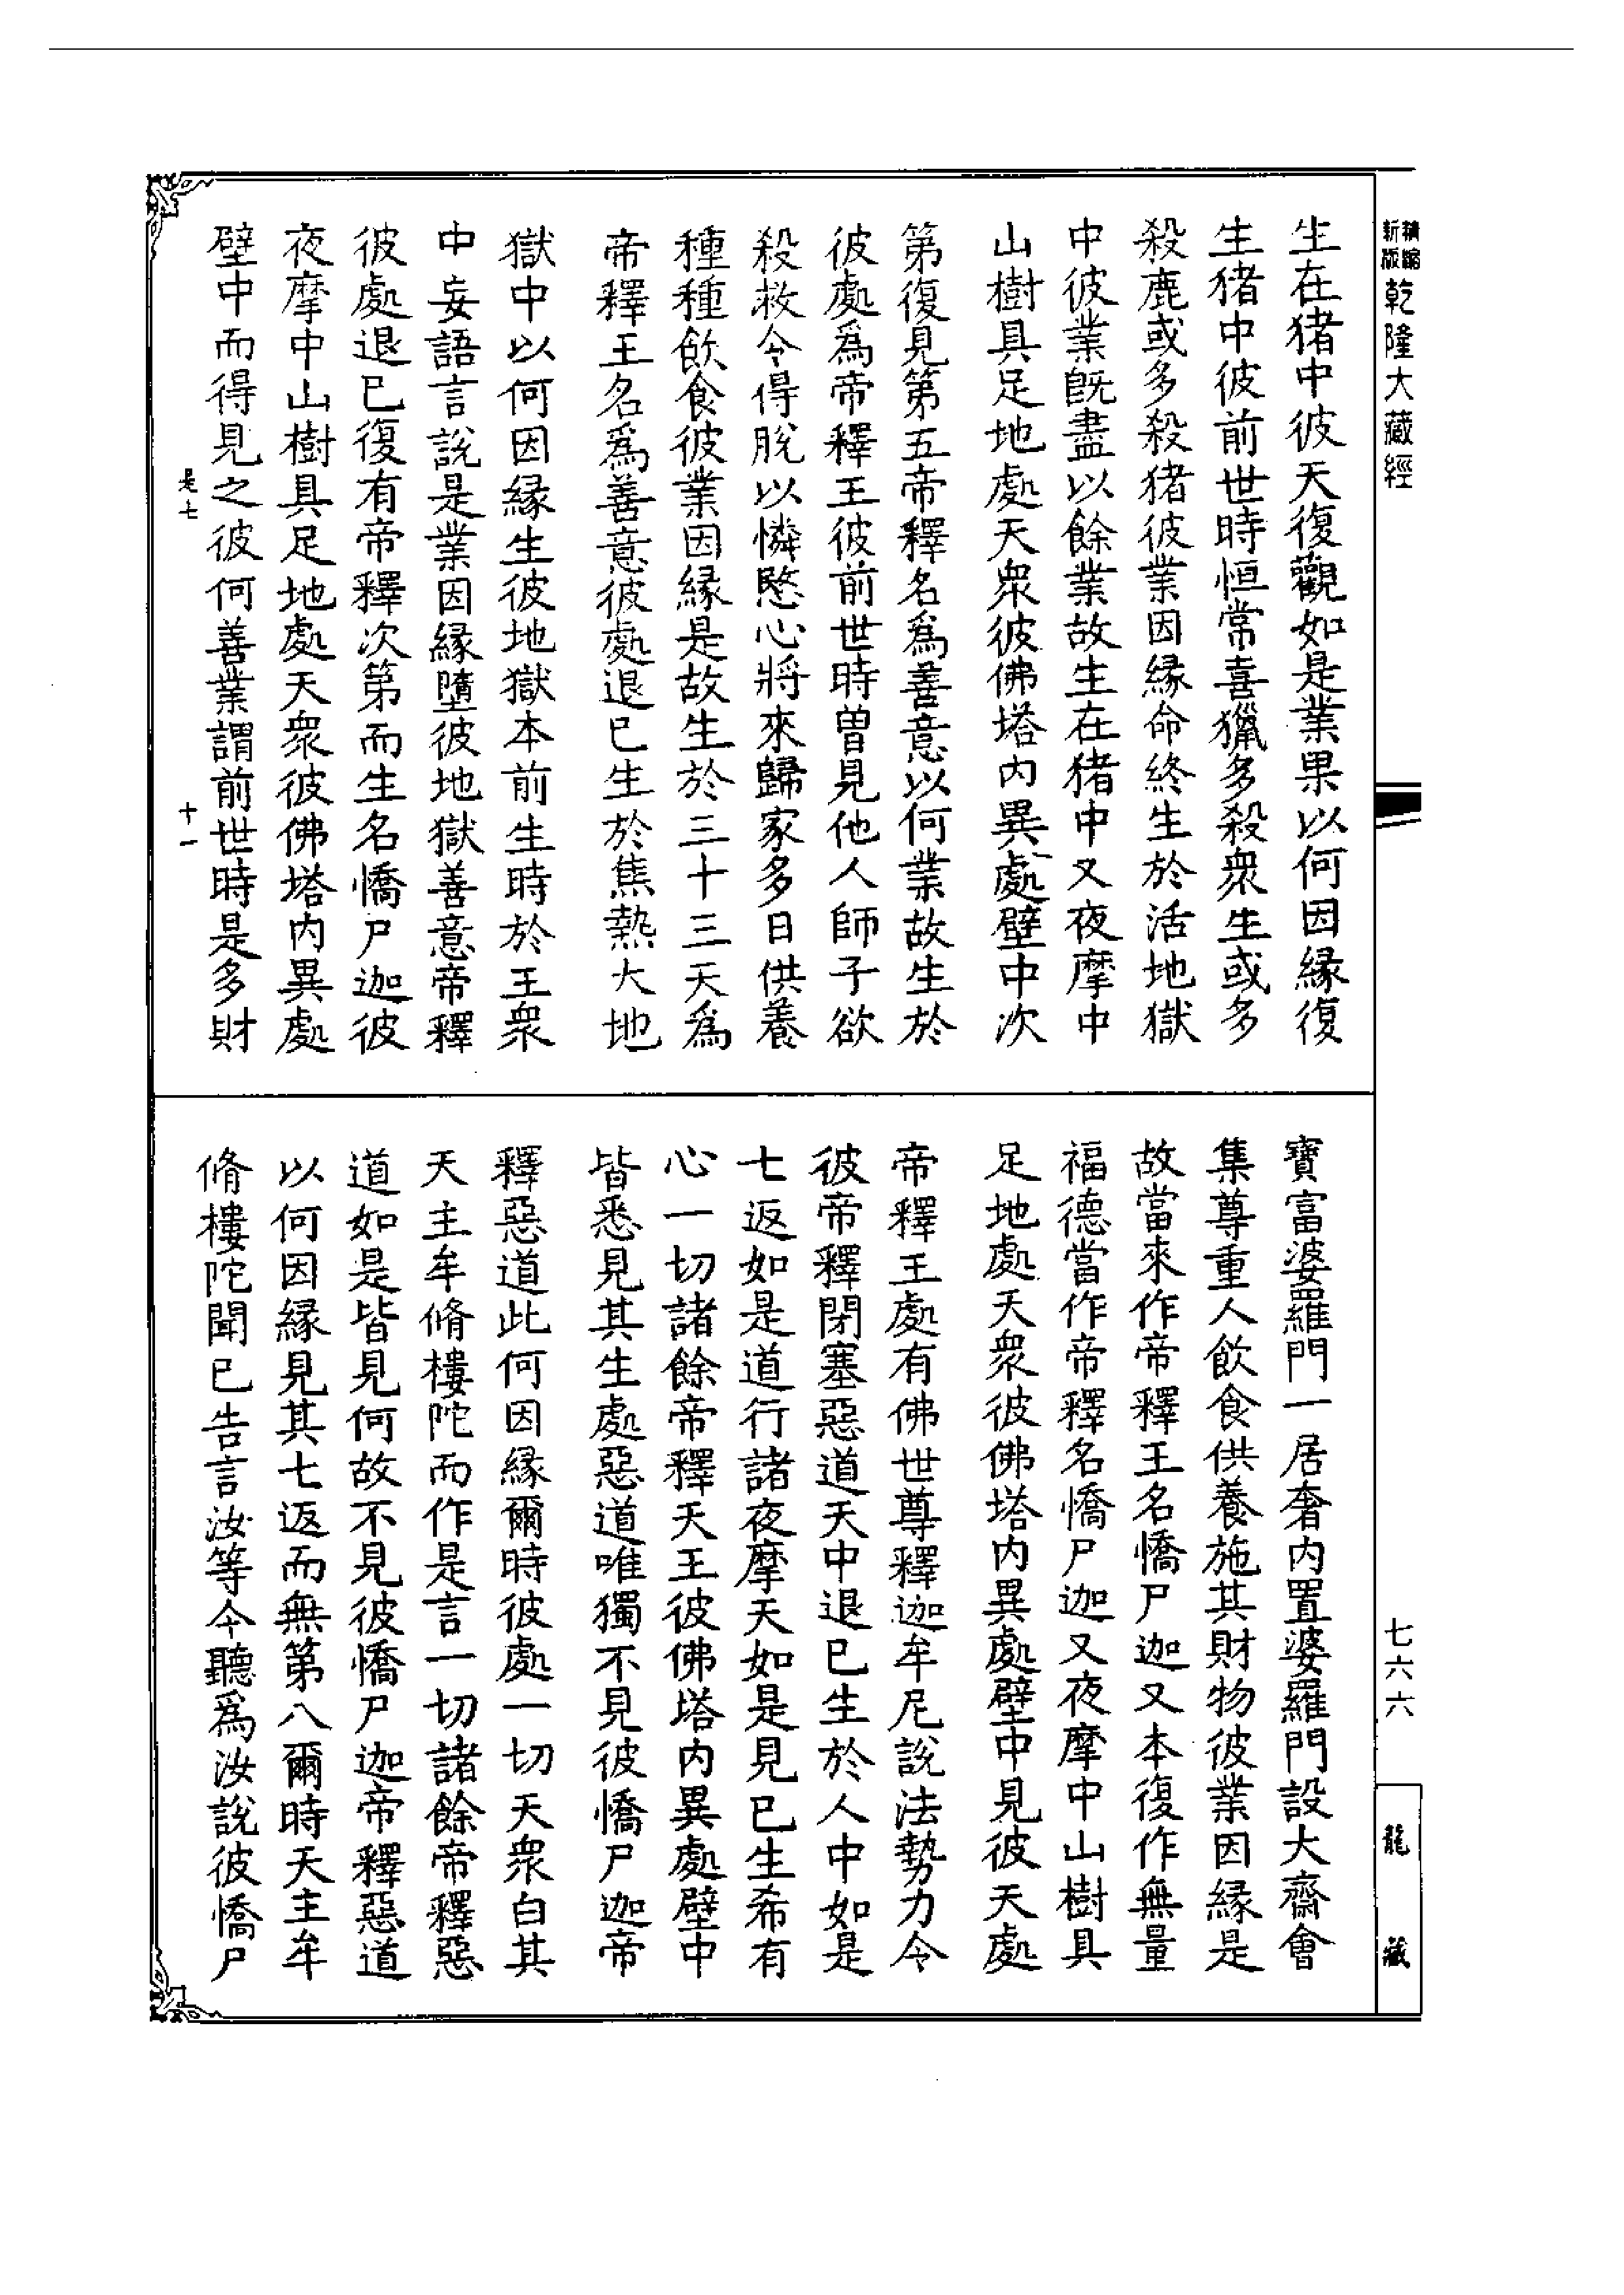 精縮新版乾隆大藏經
生在猪中彼天復觀如是業果以何因緣復
生猪中彼前世時恒常喜獵多殺衆生或多
殺鹿或多殺猪彼業因緣命終生於活地獄
中彼業既盡以餘業故生在猪中又夜摩中
山樹具足地處天衆彼佛塔內異處壁中次
第復見第五帝釋名爲善意以何業故生於
彼處爲帝釋王彼前世時曽見他人師子欲
殺救令得脫以憐愍心將來歸家多日供養
種種飲食彼業因緣是故生於三十三天爲
帝釋王名爲善意彼處退已生於焦熱大地
獄中以何因緣生彼地獄本前生時於王衆
中妄語言說是業因緣墮彼地獄善意帝釋
彼處退已復有帝釋次第而生名憍尸迦彼
夜摩中山樹具足地處天衆彼佛塔內異處
壁中而得見之彼何善業謂前世時是多財
是七 十一
寶富婆羅門一居奢內置婆羅門設大齋會
集尊重人飲食供養施其財物彼業因緣是
故當來作帝釋王名憍尸迦又本復作無量
福德當作帝釋名憍尸迦又夜摩中山樹具
足地處天衆彼佛塔內異處壁中見彼天處
帝釋王處有佛世尊釋迦牟尼說法勢力令
彼帝釋閉塞惡道天中退已生於人中如是
七返如是道行諸夜摩天如是見已生希有
心一切諸餘帝釋天王彼佛塔內異處壁中
皆悉見其生處惡道唯獨不見彼憍尸迦帝
釋惡道此何因緣爾時彼處一切天衆白其
天主牟脩樓陀而作是言一切諸餘帝釋惡
道如是皆見何故不見彼憍尸迦帝釋惡道
以何因緣見其七返而無第八爾時天主牟
脩樓陀聞已告言汝等今聽爲汝說彼憍尸
七六六
龍藏